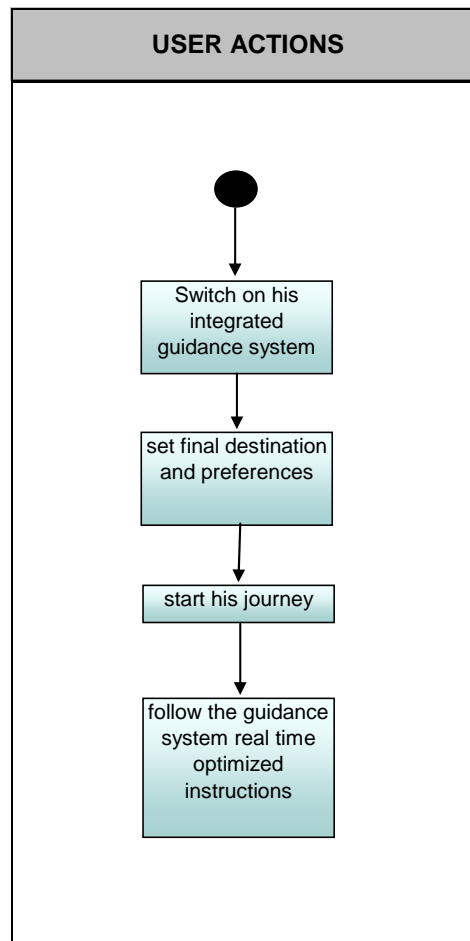 USER ACTIONS
Switch on his
integrated
guidance system
set final destination
and preferences
start his journey
follow the guidance
system real time
optimized
instructions